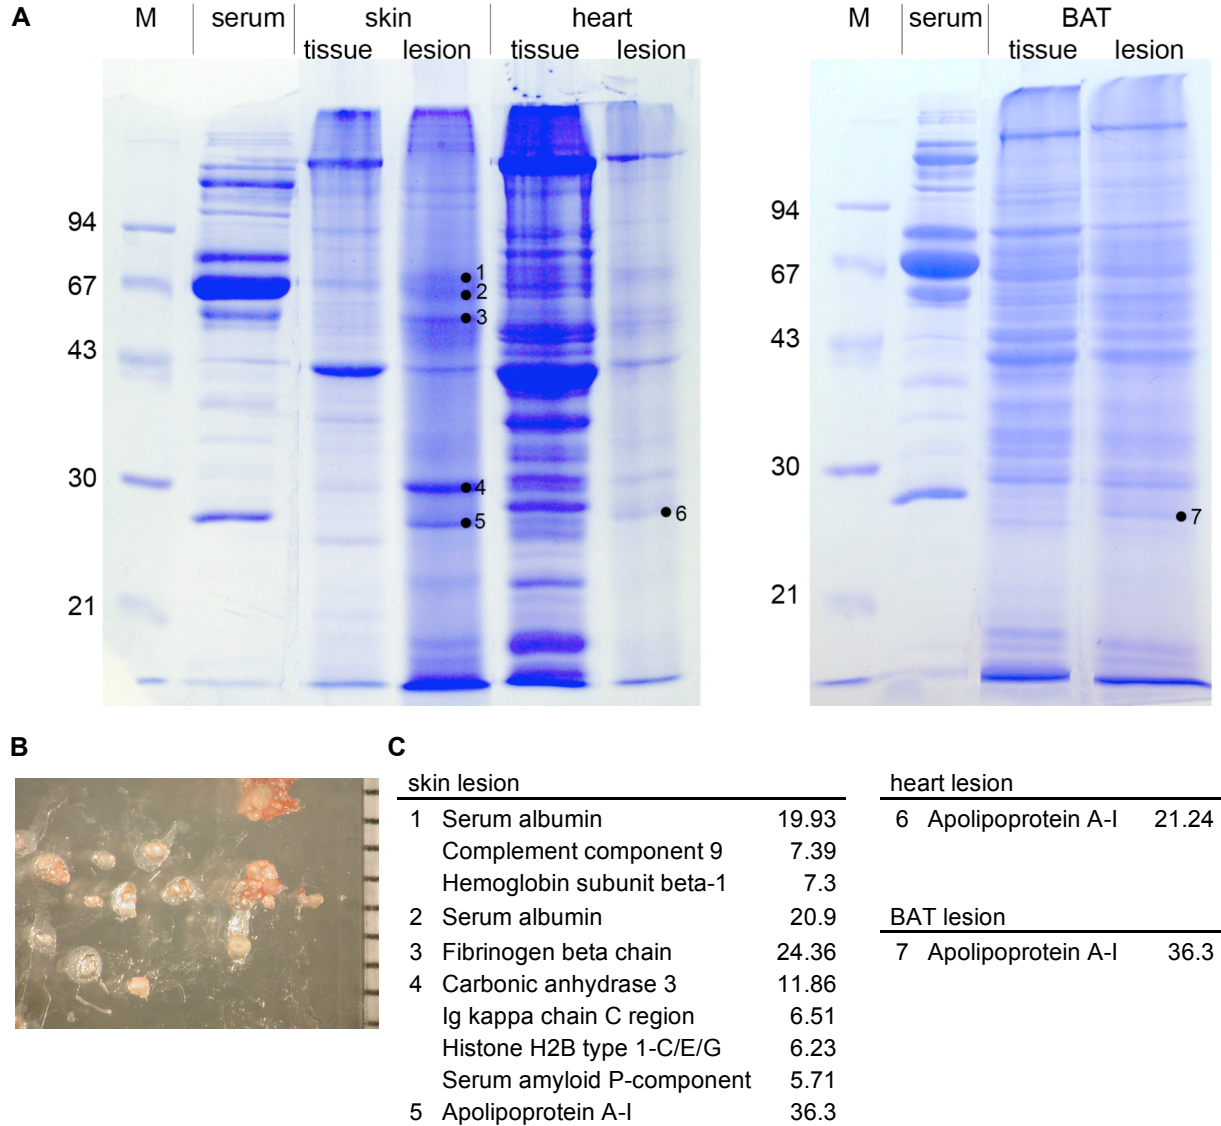 A
M serum skin heart
tissue lesion tissue lesion
94
67
43
30
21
1
2
3
4
5
6
M serum BAT
tissue lesion
94
67
43
30
21
7
B
C
skin lesion
1 Serum albumin 19.93
Complement component 9 7.39
Hemoglobin subunit beta-1 7.3
2 Serum albumin 20.9
3 Fibrinogen beta chain 24.36
4 Carbonic anhydrase 3 11.86
Ig kappa chain C region 6.51
Histone H2B type 1-C/E/G 6.23
Serum amyloid P-component 5.71
5 Apolipoprotein A-I 36.3
heart lesion
6 Apolipoprotein A-I 21.24
BAT lesion
7 Apolipoprotein A-I 36.3